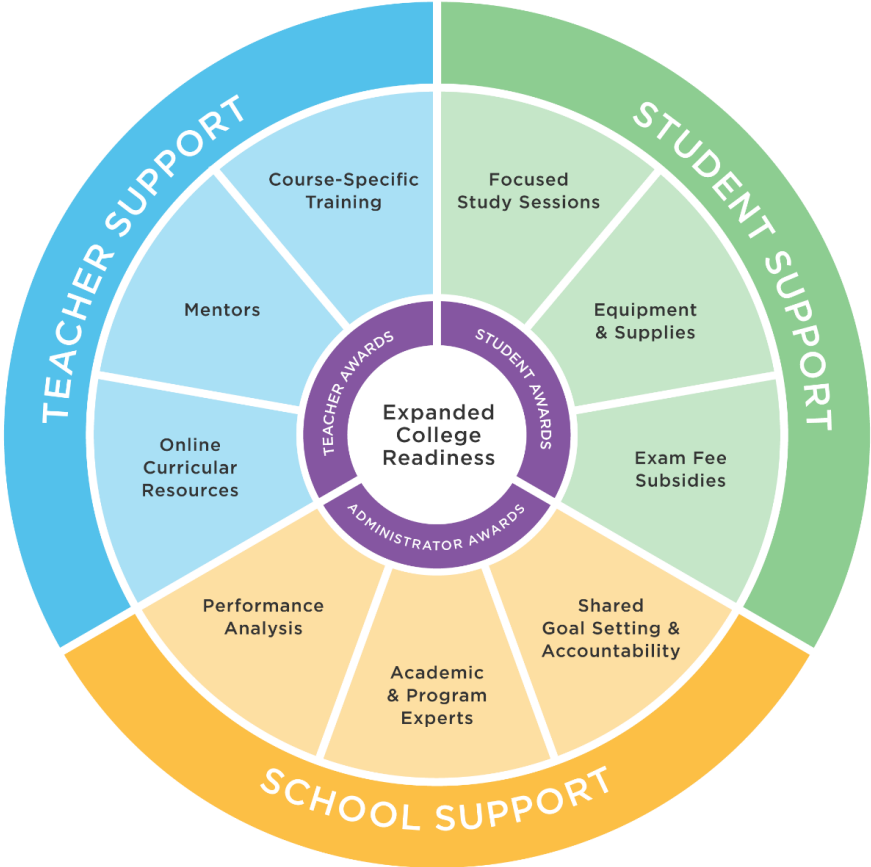 TEACHER SUPPORT
STUDENT SUPPORT
Course-Specific
Training
Focused
Study Sessions
Mentors
Equipment
& Supplies
TEACHER AWARDS
STUDENT AWARDS
Expanded
College
Readiness
Online
Curricular
Resources
Exam Fee
Subsidies
ADMINISTRATOR AWARDS
Performance
Analysis
Academic
& Program
Experts
Shared
Goal Setting &
Accountability
SCHOOL SUPPORT